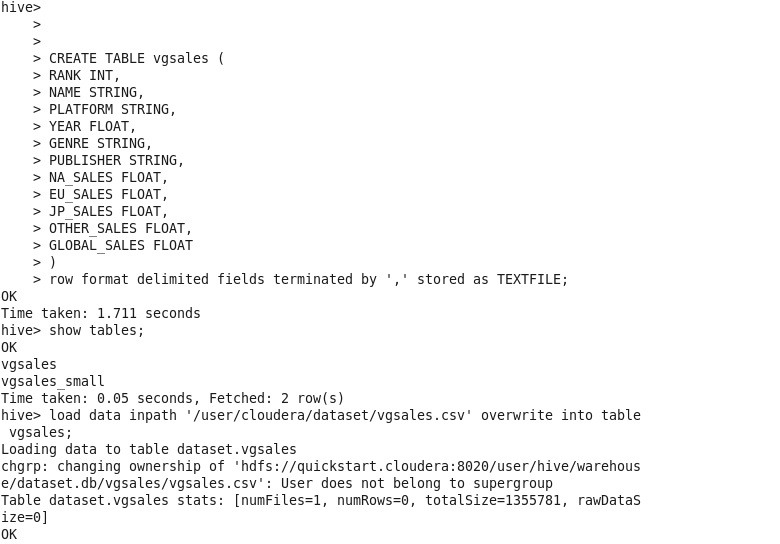 hive>
    >
    >
    > CREATE TABLE vgsales (
    > RANK INT,
    > NAME STRING,
    > PLATFORM STRING,
    > YEAR FLOAT,
    > GENRE STRING,
    > PUBLISHER STRING,
    > NA_SALES FLOAT,
    > EU_SALES FLOAT,
    > JP_SALES FLOAT,
    > OTHER_SALES FLOAT,
    > GLOBAL_SALES FLOAT
    > )
    > row format delimited fields terminated by ',' stored as TEXTFILE;
OK
Time taken: 1.711 seconds
hive> show tables;
OK
vgsales
vgsales_small
Time taken: 0.05 seconds, Fetched: 2 row(s)
hive> load data inpath '/user/cloudera/dataset/vgsales.csv' overwrite into table
 vgsales;
Loading data to table dataset.vgsales
chgrp: changing ownership of 'hdfs://quickstart.cloudera:8020/user/hive/warehous
e/dataset.db/vgsales/vgsales.csv': User does not belong to supergroup
Table dataset.vgsales stats: [numFiles=1, numRows=0, totalSize=1355781, rawDataS
ize=0]
OK